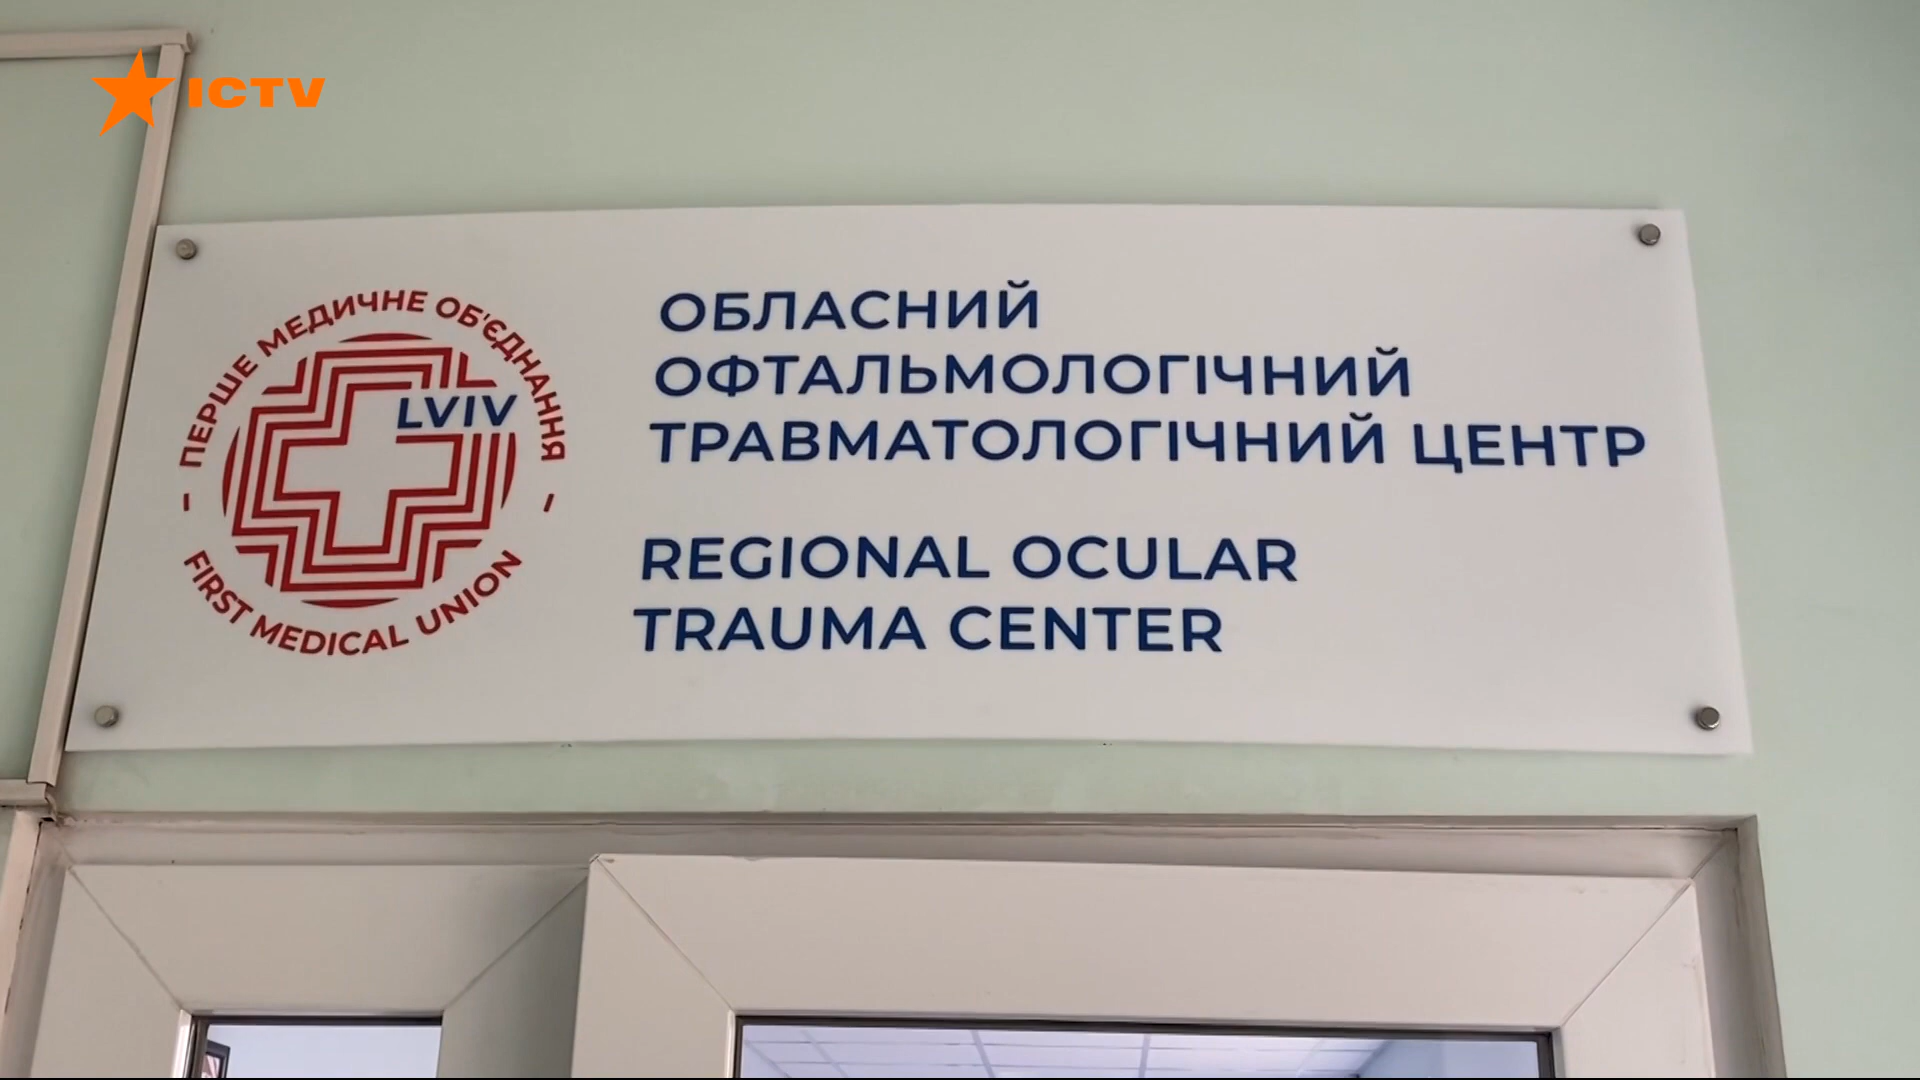 ICTV
ПЕРШЕ МЕДИЧНЕ ОБ'ЄДНАННЯ
LVIV
FIRST MEDICAL UNION
ОБЛАСНИЙ
ОФТАЛЬМОЛОГІЧНИЙ
ТРАВМАТОЛОГІЧНИЙ ЦЕНТР
REGIONAL OCULAR
TRAUMA CENTER